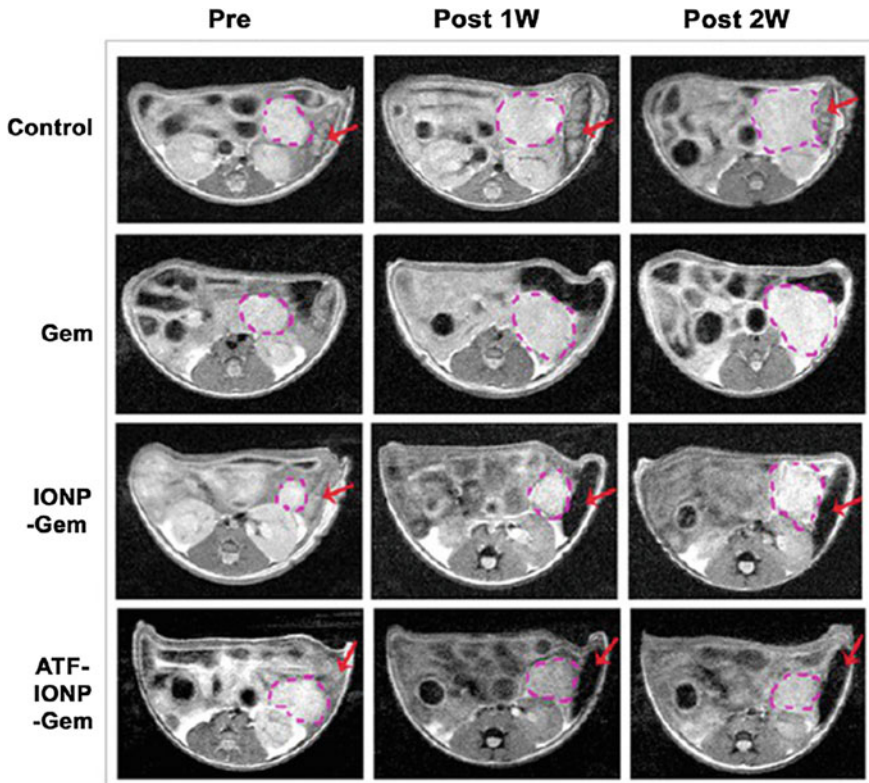 Pre
Post 1W
Post 2W
Control
Gem
IONP
-Gem
ATF-
IONP
-Gem